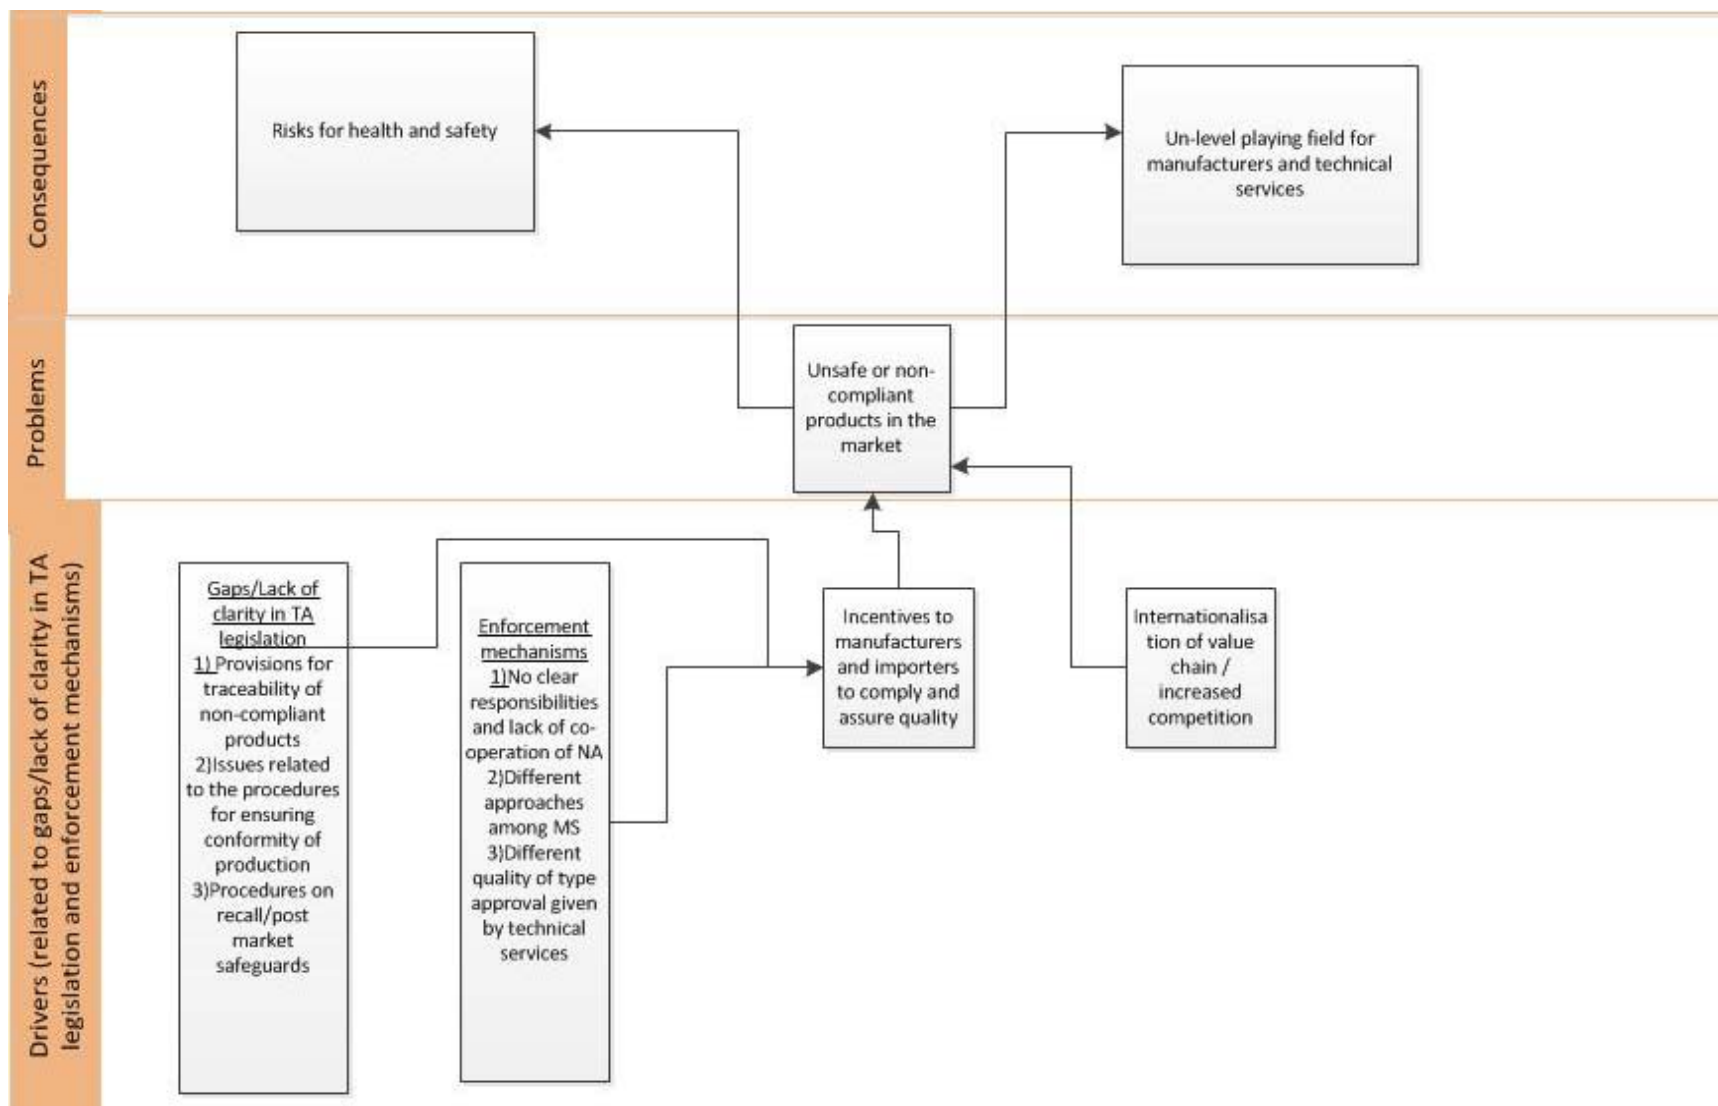 Consequences
Risks for health and safety
Un-level playing field for
manufacturers and technical
services
Problems
Unsafe or non-
compliant
products in the
market
Drivers (related to gaps/lack of clarity in TA
legislation and enforcement mechanisms)
Gaps/Lack of
clarity in TA
legislation
1) Provisions for
traceability of
non-compliant
products
2)Issues related
to the procedures
for ensuring
conformity of
production
3)Procedures on
recall/post
market
safeguards
Enforcement
mechanisms
1)No clear
responsibilities
and lack of co-
operation of NA
2)Different
approaches
among MS
3)Different
quality of type
approval given
by technical
services
Incentives to
manufacturers
and importers
to comply and
assure quality
Internationalisa
tion of value
chain /
increased
competition